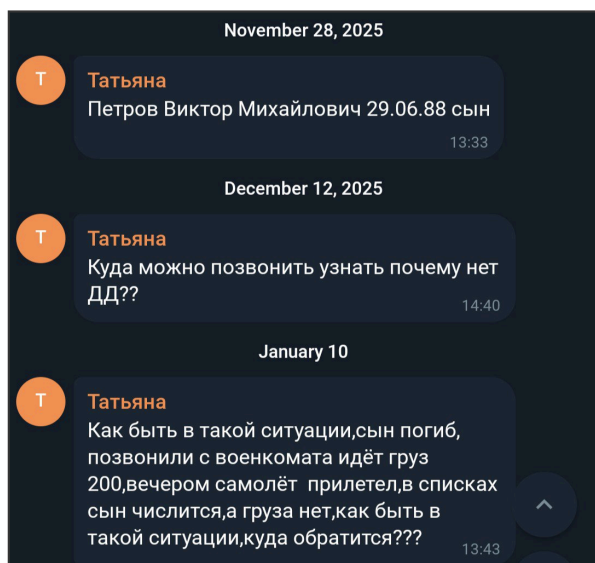 November 28, 2025
Т
Татьяна
Петров Виктор Михайлович 29.06.88 сын
13:33
December 12, 2025
Т
Татьяна
Куда можно позвонить узнать почему нет
ДД??
14:40
January 10
Т
Татьяна
Как быть в такой ситуации,сын погиб,
позвонили с военкомата идёт груз
200,вечером самолёт  прилетел,в списках
сын числится,а груза нет,как быть в
такой ситуации,куда обратится???
13:43